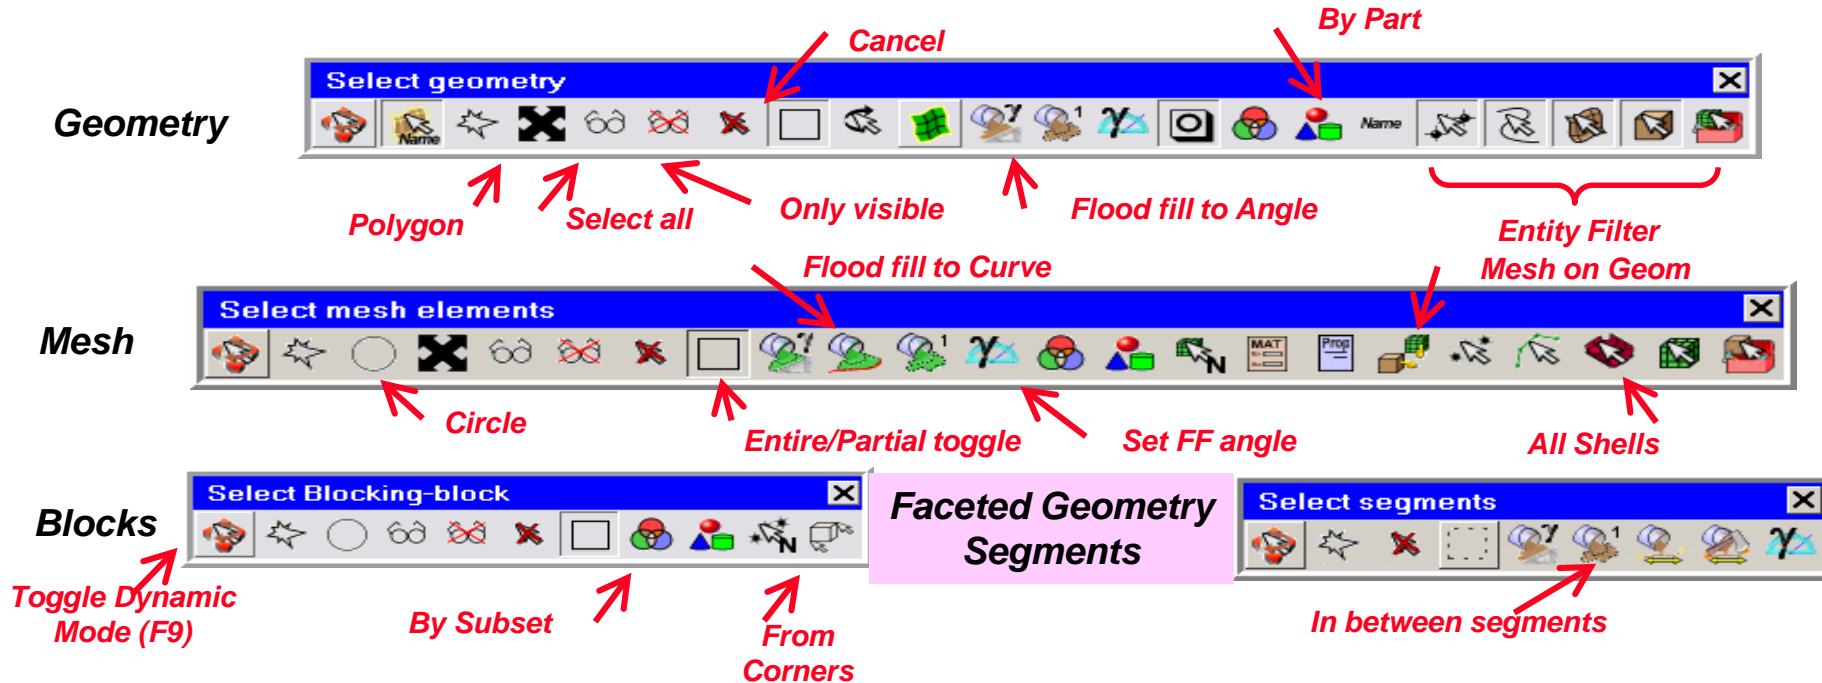 By Part
Cancel
Select geometry
Geometry
Name
γ
1
γ
Name
Polygon
Select all
Only visible
Flood fill to Angle
Entity Filter
Flood fill to Curve
Mesh on Geom
Select mesh elements
Mesh
γ
1
γ
N
MAT
Prop
Circle
Entire/Partial toggle
Set FF angle
All Shells
Select Blocking-block
Blocks
N
Faceted Geometry
Segments
Select segments
γ
1
γ
Toggle Dynamic
Mode (F9)
By Subset
From
Corners
In between segments